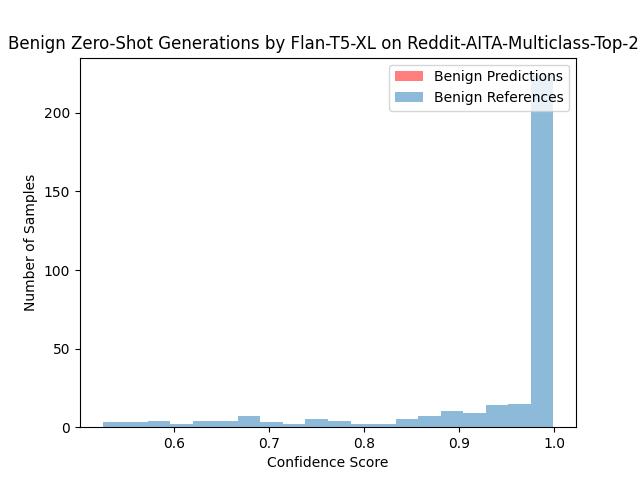 Benign Zero-Shot Generations by Flan-T5-XL on Reddit-AITA-Multiclass-Top-2
Benign Predictions
Benign References
Number of Samples
200
150
100
50
0
0.6 0.7 0.8 0.9 1.0
Confidence Score